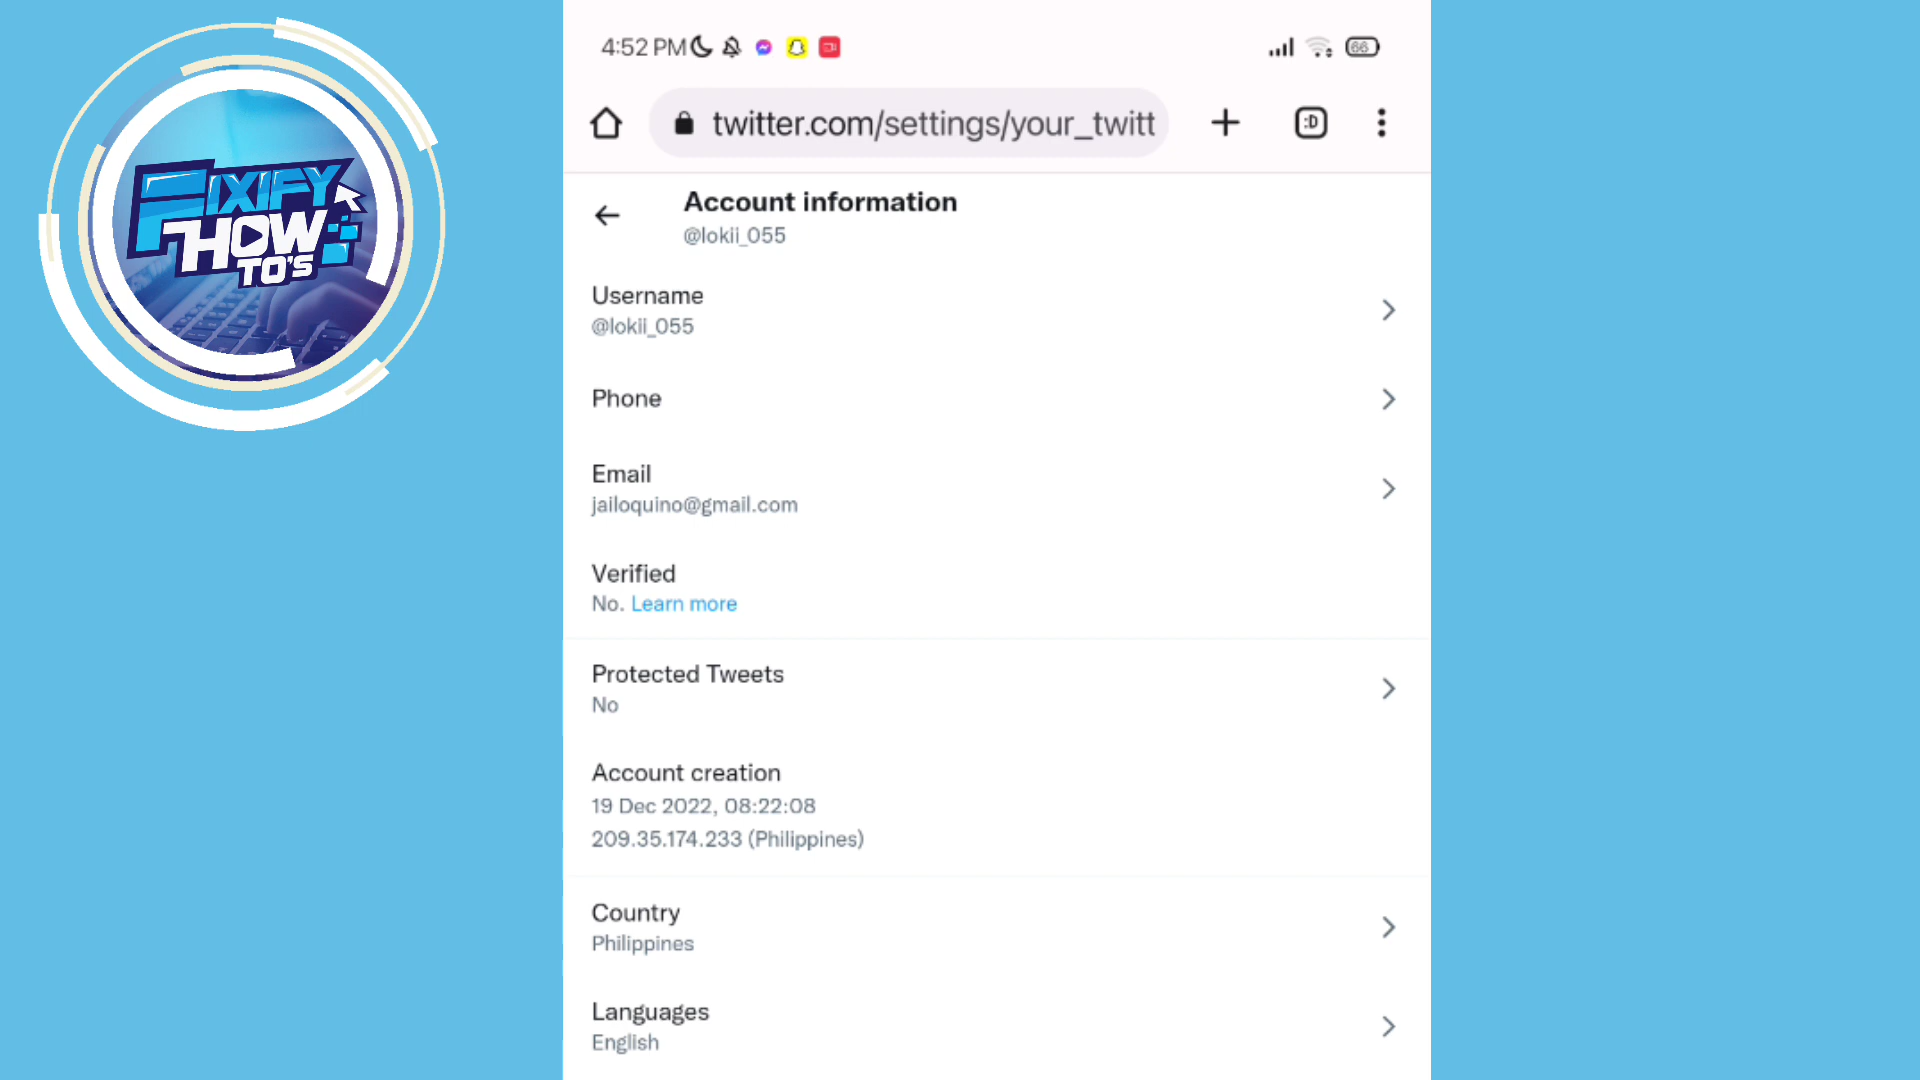 FIXIFY
HOW
TO'S
4:52 PM
66
twitter.com/settings/your_twitt
:D
Account information
@lokii_055
Username
@lokii_055
Phone
Email
jailoquino@gmail.com
Verified
No. Learn more
Protected Tweets
No
Account creation
19 Dec 2022, 08:22:08
209.35.174.233 (Philippines)
Country
Philippines
Languages
English